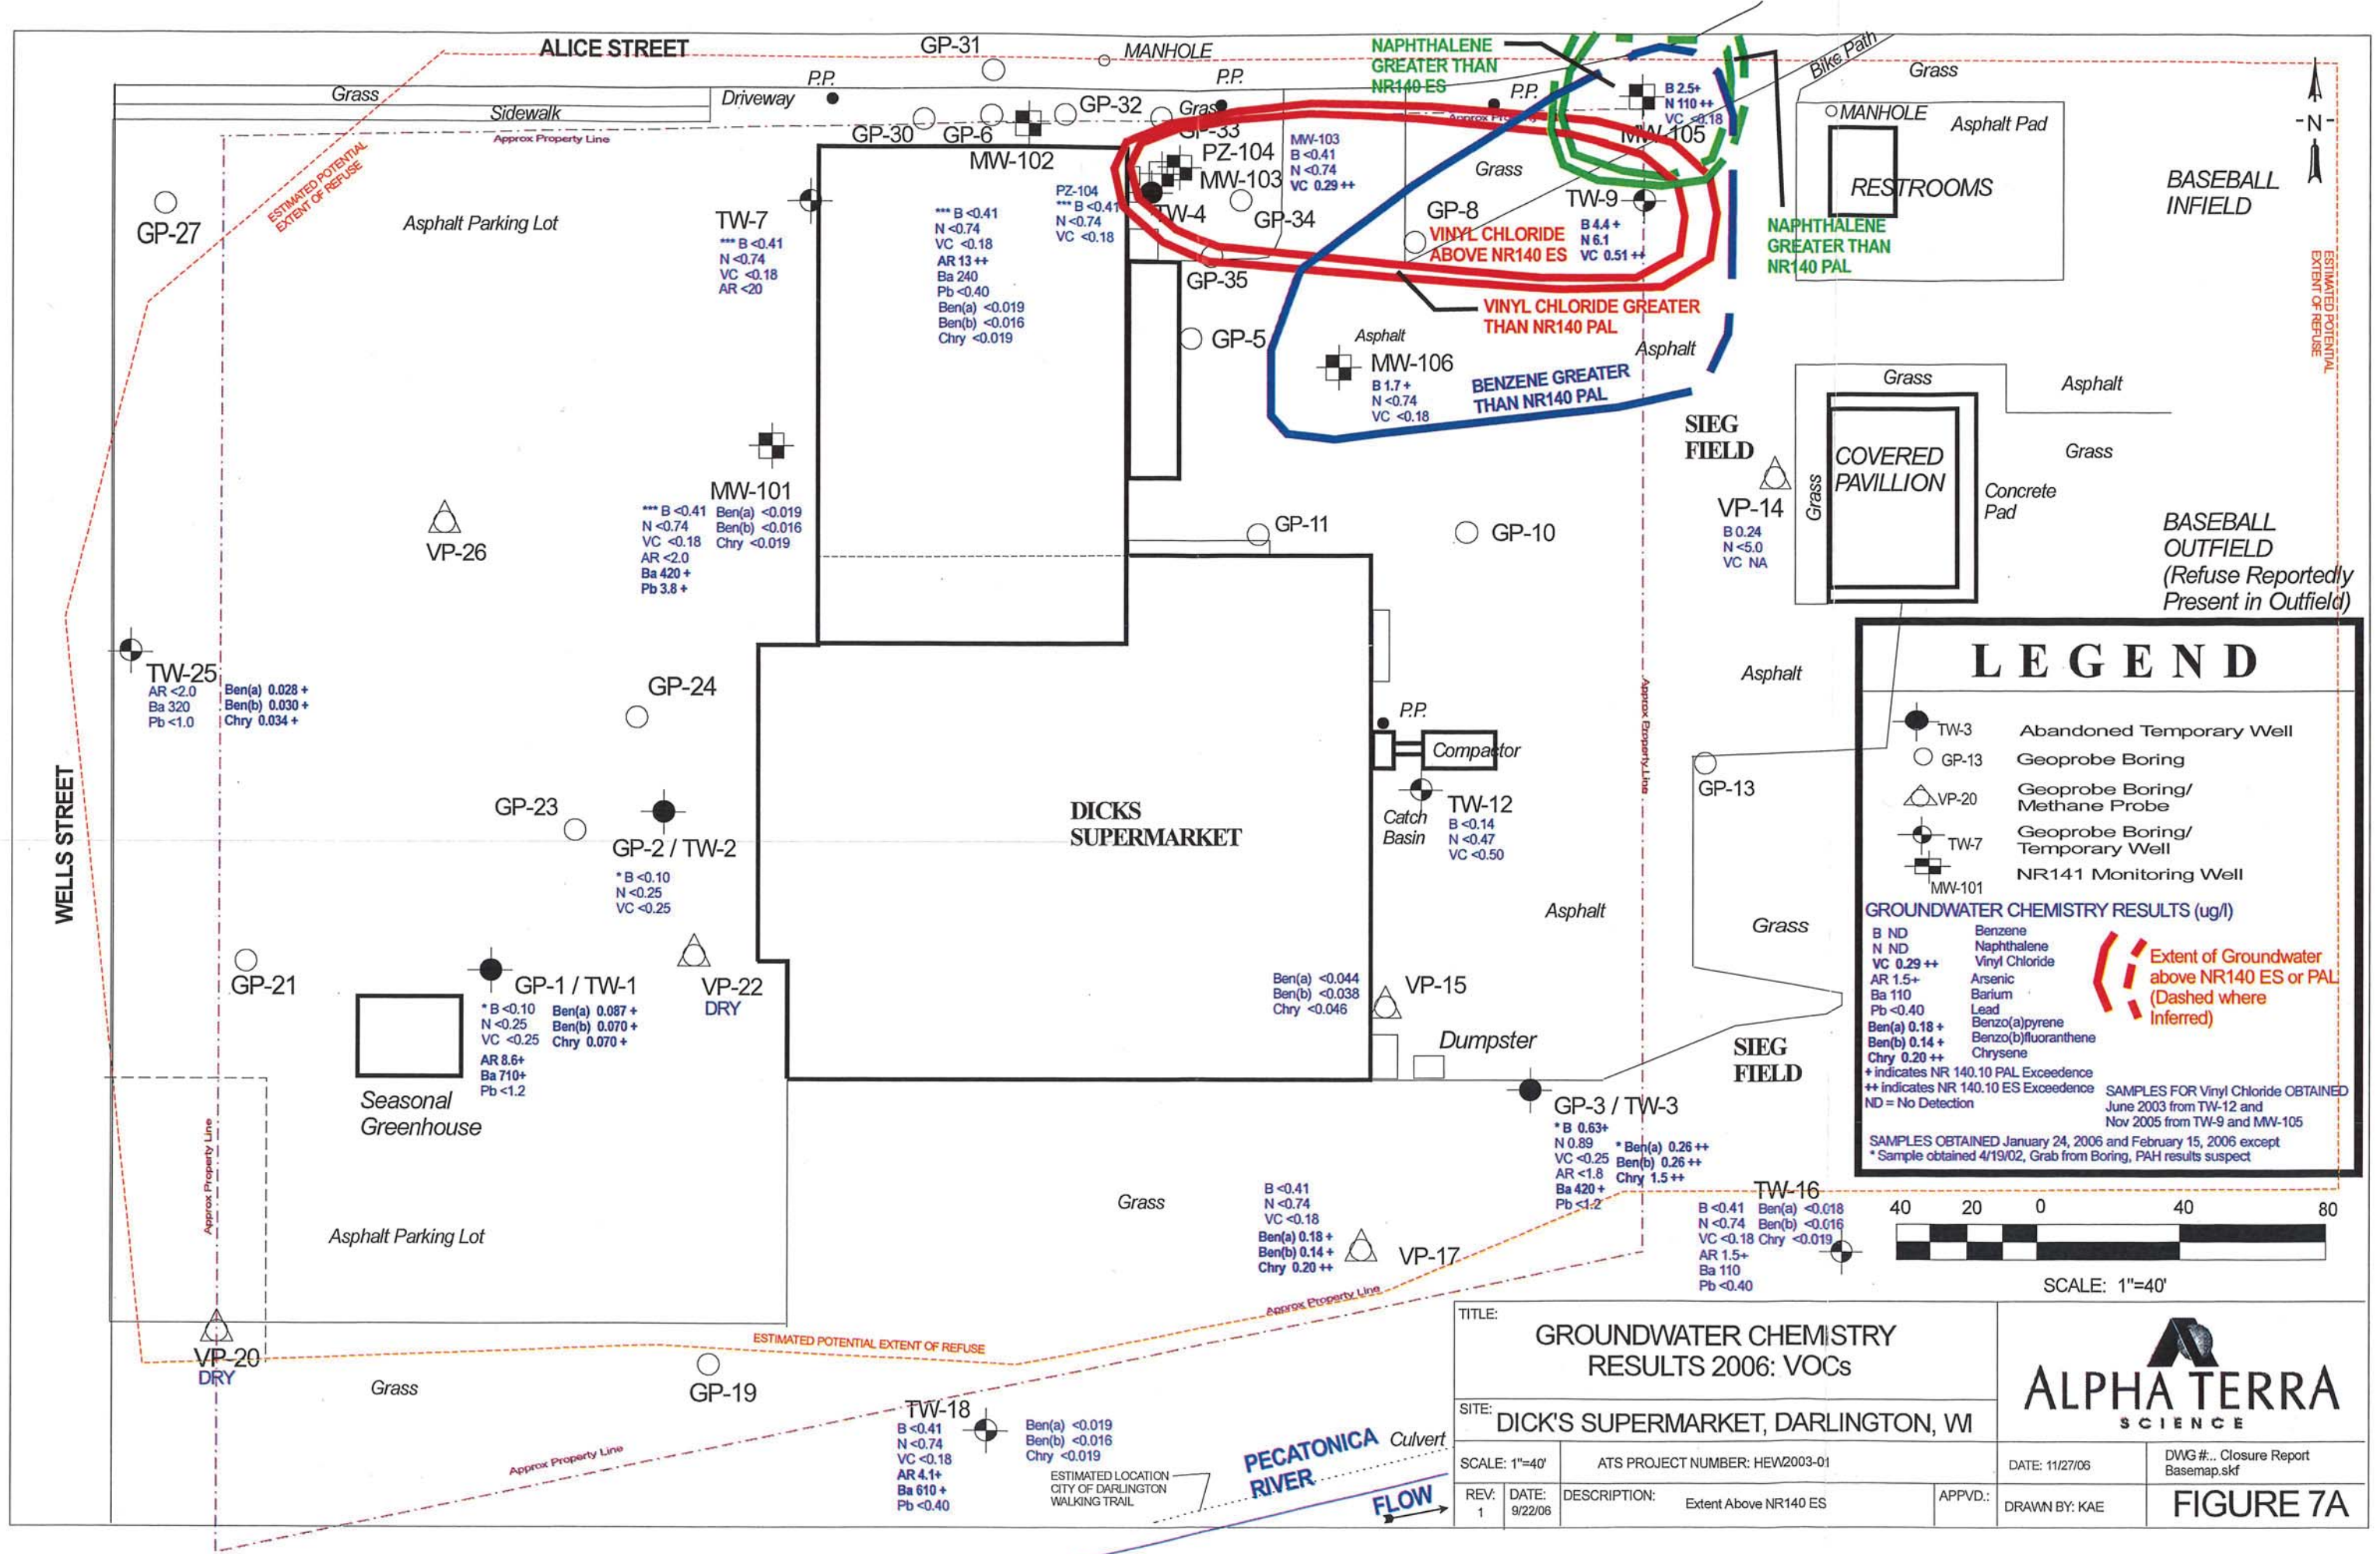 ALICE STREET
GP-31
MANHOLE
NAPHTHALENE
GREATER THAN
NR140 ES
Bike Path
Grass
P.P.
P.P.
P.P.
Grass
Sidewalk
Driveway
GP-30
GP-6
GP-32
Grass
GP-33
MW-102
Approx Property Line
ESTIMATED POTENTIAL
EXTENT OF REFUSE
GP-27
Asphalt Parking Lot
TW-7
*** B <0.41
N <0.74
VC <0.18
AR <20
*** B <0.41
N <0.74
VC <0.18
AR 13 ++
Ba 240
Pb <0.40
Ben(a) <0.019
Ben(b) <0.016
Chry <0.019
PZ-104
*** B <0.41
N <0.74
VC <0.18
PZ-104
MW-103
TW-4
GP-34
GP-35
GP-5
MW-103
B <0.41
N <0.74
VC 0.29 ++
B 2.5+
N 110 ++
VC <0.18
MW-105
Grass
TW-9
B 4.4 +
N 6.1
VC 0.51 ++
GP-8
VINYL CHLORIDE
ABOVE NR140 ES
VINYL CHLORIDE GREATER
THAN NR140 PAL
Asphalt
MW-106
B 1.7 +
N <0.74
VC <0.18
BENZENE GREATER
THAN NR140 PAL
Asphalt
NAPHTHALENE
GREATER THAN
NR140 PAL
MANHOLE
Asphalt Pad
RESTROOMS
BASEBALL
INFIELD
-N-
ESTIMATED POTENTIAL
EXTENT OF REFUSE
Grass
Asphalt
Grass
SIEG
FIELD
VP-14
B 0.24
N <5.0
VC NA
Grass
COVERED
PAVILLION
Concrete
Pad
BASEBALL
OUTFIELD
(Refuse Reportedly
Present in Outfield)
MW-101
*** B <0.41 Ben(a) <0.019
N <0.74 Ben(b) <0.016
VC <0.18 Chry <0.019
AR <2.0
Ba 420 +
Pb 3.8 +
VP-26
GP-11
GP-10
TW-25
AR <2.0 Ben(a) 0.028 +
Ba 320 Ben(b) 0.030 +
Pb <1.0 Chry 0.034 +
GP-24
WELLS STREET
GP-23
GP-2 / TW-2
* B <0.10
N <0.25
VC <0.25
DICKS
SUPERMARKET
P.P.
Compactor
TW-12
B <0.14
N <0.47
VC <0.50
Catch
Basin
Approx Property Line
Asphalt
GP-13
Asphalt
Grass
GP-21
GP-1 / TW-1
* B <0.10 Ben(a) 0.087 +
N <0.25 Ben(b) 0.070 +
VC <0.25 Chry 0.070 +
AR 8.6+
Ba 710+
Pb <1.2
VP-22
DRY
Seasonal
Greenhouse
Ben(a) <0.044
Ben(b) <0.038
Chry <0.046
VP-15
Dumpster
SIEG
FIELD
GP-3 / TW-3
* B 0.63+
N 0.89 * Ben(a) 0.26 ++
VC <0.25 Ben(b) 0.26 ++
AR <1.8 Chry 1.5 ++
Ba 420 +
Pb <1.2
Approx Property Line
Asphalt Parking Lot
Grass
B <0.41
N <0.74
VC <0.18
Ben(a) 0.18 +
Ben(b) 0.14 +
Chry 0.20 ++
VP-17
TW-16
B <0.41 Ben(a) <0.018
N <0.74 Ben(b) <0.016
VC <0.18 Chry <0.019
AR 1.5+
Ba 110
Pb <0.40
Approx Property Line
ESTIMATED POTENTIAL EXTENT OF REFUSE
VP-20
DRY
Grass
GP-19
Approx Property Line
TW-18
B <0.41
N <0.74
VC <0.18
AR 4.1+
Ba 610 +
Pb <0.40
Ben(a) <0.019
Ben(b) <0.016
Chry <0.019
ESTIMATED LOCATION
CITY OF DARLINGTON
WALKING TRAIL
PECATONICA
RIVER
Culvert
FLOW
LEGEND
TW-3 Abandoned Temporary Well
GP-13 Geoprobe Boring
VP-20 Geoprobe Boring/
Methane Probe
TW-7 Geoprobe Boring/
Temporary Well
MW-101 NR141 Monitoring Well
GROUNDWATER CHEMISTRY RESULTS (ug/l)
B ND Benzene
N ND Naphthalene
VC 0.29 ++ Vinyl Chloride
AR 1.5+ Arsenic
Ba 110 Barium
Pb <0.40 Lead
Ben(a) 0.18 + Benzo(a)pyrene
Ben(b) 0.14 + Benzo(b)fluoranthene
Chry 0.20 ++ Chrysene
Extent of Groundwater
above NR140 ES or PAL
(Dashed where
Inferred)
+ indicates NR 140.10 PAL Exceedence
++ indicates NR 140.10 ES Exceedence
ND = No Detection
SAMPLES FOR Vinyl Chloride OBTAINED
June 2003 from TW-12 and
Nov 2005 from TW-9 and MW-105
SAMPLES OBTAINED January 24, 2006 and February 15, 2006 except
* Sample obtained 4/19/02, Grab from Boring, PAH results suspect
40 20 0 40 80
SCALE: 1"=40'
TITLE:
GROUNDWATER CHEMISTRY
RESULTS 2006: VOCs
SITE: DICK'S SUPERMARKET, DARLINGTON, WI
SCALE: 1"=40'
ATS PROJECT NUMBER: HEW2003-01
REV: 1
DATE: 9/22/06
DESCRIPTION: Extent Above NR140 ES
APPVD.:
ALPHA TERRA
SCIENCE
DATE: 11/27/06
DWG #:.. Closure Report
Basemap.skf
DRAWN BY: KAE
FIGURE 7A